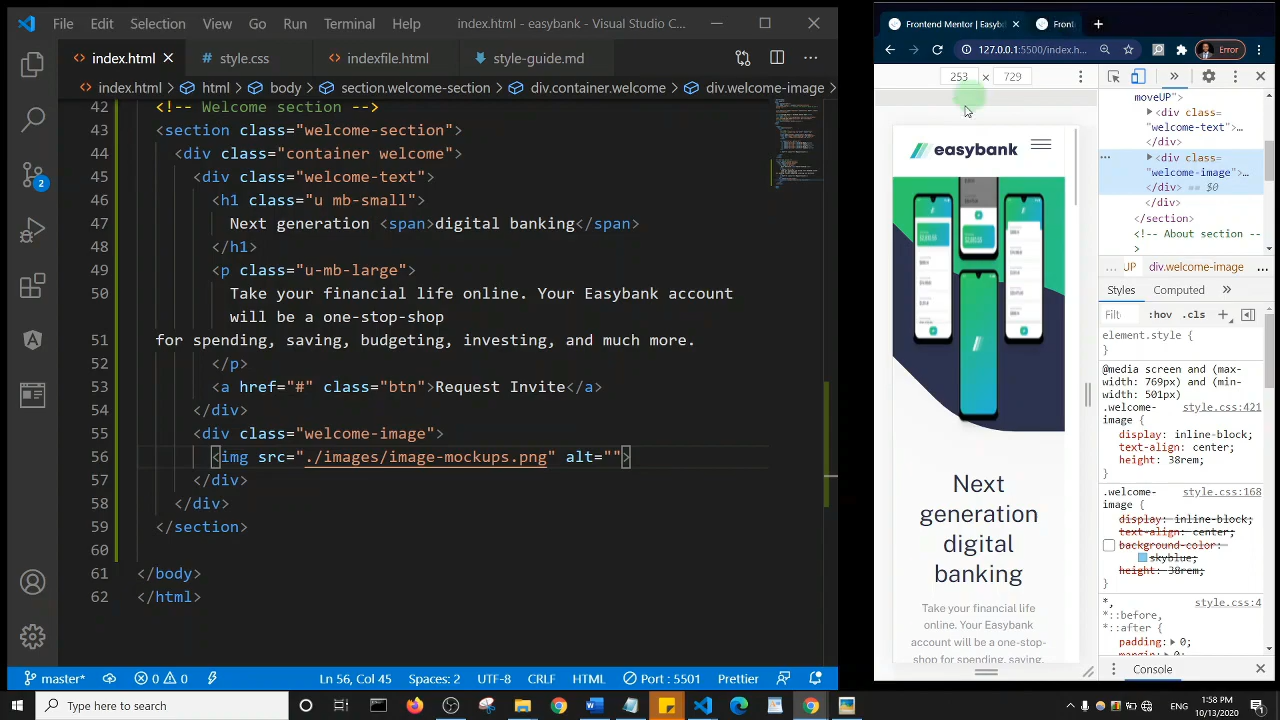 File Edit View Go Run Terminal Help index.html - easybank - Visual Studio C...
index.html style.css indexfile.html style-guide.md
index.html html body section.welcome-section div.container.welcome div.welcome-image
42 <!-- Welcome section -->
<section class="welcome-section">
44 <div class="container welcome">
<div class="welcome-text">
46 <h1 class="u mb-small">
47 Next generation <span>digital banking</span>
48 </h1>
49 class="u-mb-large">
50 Take your financial life online. Your Easybank account
will be a one-stop-shop
51 for spending, saving, budgeting, investing, and much more.
52 </p>
53 <a href="#" class="btn">Request Invite</a>
54 </div>
55 <div class="welcome-image">
56 <img src="./images/image-mockups.png" alt="">
57 </div>
58 </div>
59 </section>
60
61 </body>
62 </html>
2
master* 0 0 Ln 56, Col 45 Spaces: 2 UTF-8 CRLF HTML Port : 5501 Prettier
Type here to search
1:58 PM
10/13/2020
Frontend Mentor | Easyb Front
127.0.0.1:5500/index.h... Error
253 × 729
easybank
Next
generation
digital
banking
Take your financial life
online. Your Easybank
account will be a one-stop-
shop for spending, saving,
moveUP">
<div class=
"welcome-text">…
</div>
<div class=
"welcome-image"…
</div> == $0
</div>
</section>
<!-- About section --
>
UP div.welcome-image ...
Styles Computed
Filt :hov .cls
element.style {
}
@media screen and (max-
width: 769px) and (min-
width: 501px)
.welcome- style.css:421
image {
display: inline-block;
text-align: center;
height: 38rem;
}
.welcome- style.css:168
image {
display: inline-block;
text-align: center;
background-color:
skyblue;
height: 38rem;
}
*, style.css:4
*::before,
*::after {
padding: 0;
Console